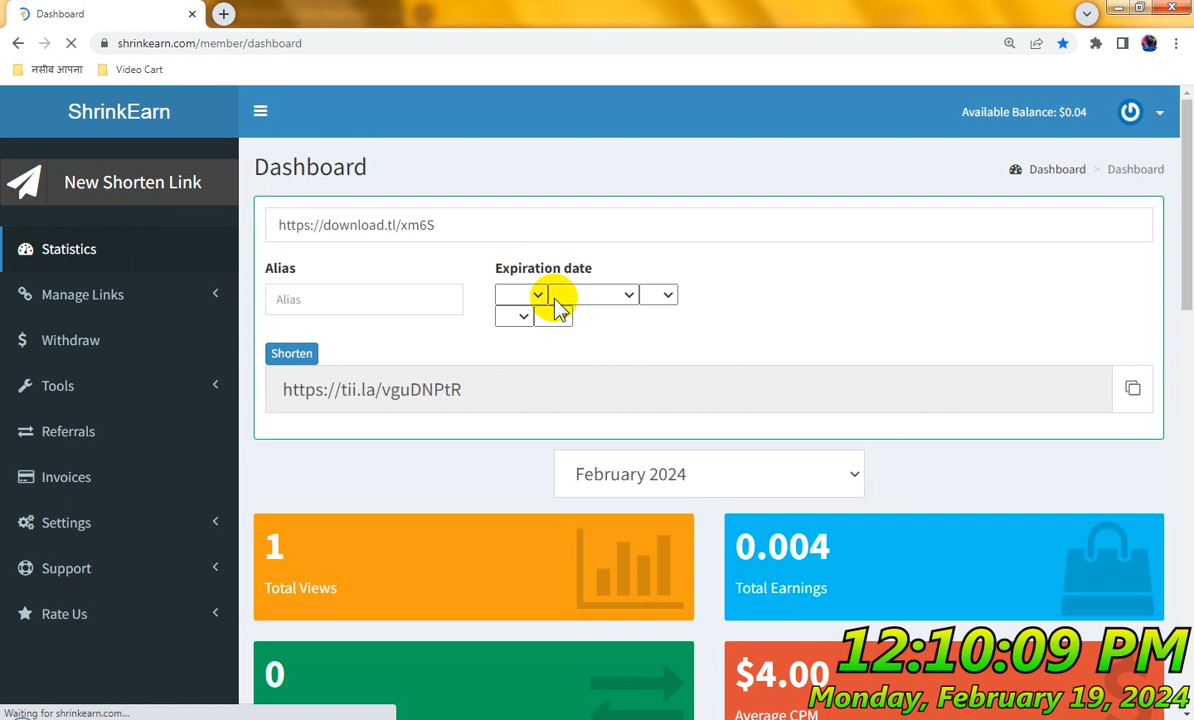 Dashboard
shrinkearn.com/member/dashboard
नसीब आपना
Video Cart
ShrinkEarn
Available Balance: $0.04
New Shorten Link
Dashboard
Dashboard > Dashboard
https://download.tl/xm6S
Statistics
Alias
Expiration date
Manage Links
Alias
Withdraw
Shorten
Tools
https://tii.la/vguDNPtR
Referrals
Invoices
February 2024
Settings
1
0.004
Support
Total Views
Total Earnings
Rate Us
12:10:09 PM
0
$4.00
Monday, February 19, 2024
Average CPM
Waiting for shrinkearn.com...